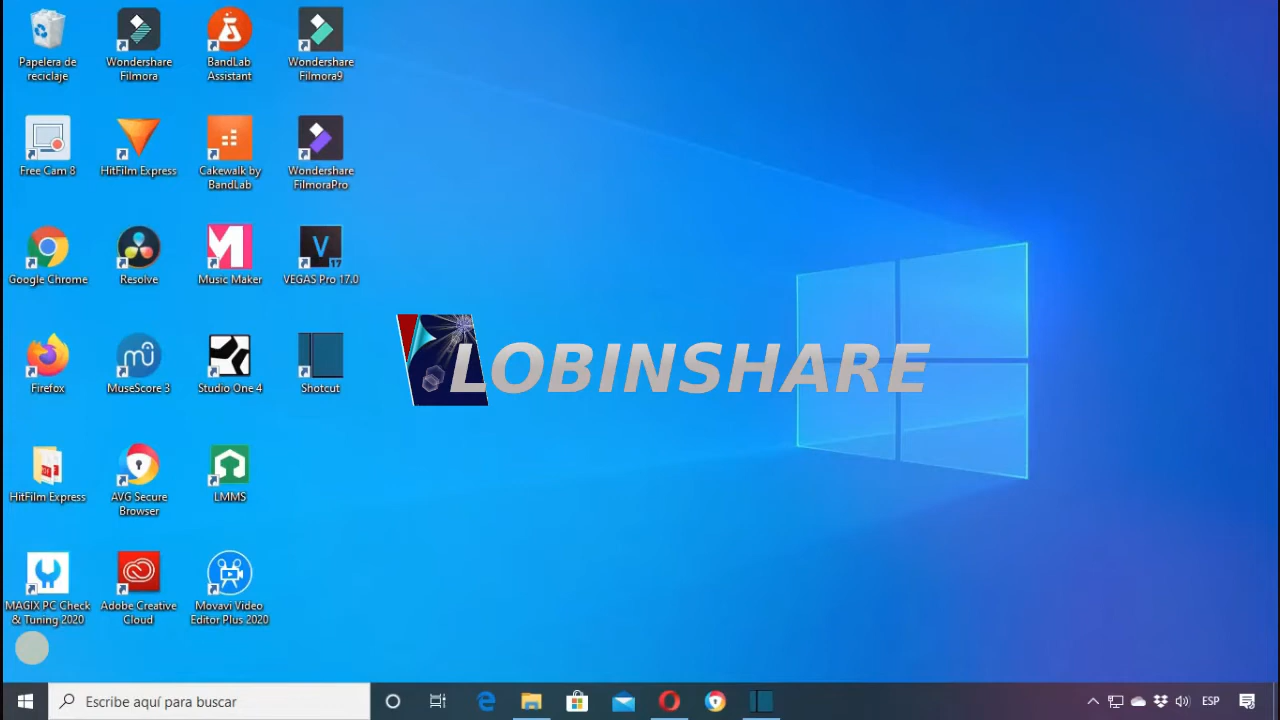 Papelera de
reciclaje
Wondershare
Filmora
BandLab
Assistant
Wondershare
Filmora9
Free Cam 8
HitFilm Express
Cakewalk by
BandLab
Wondershare
FilmoraPro
Google Chrome
Resolve
Music Maker
V
17
VEGAS Pro 17.0
Firefox
MuseScore 3
Studio One 4
Shotcut
LOBINSHARE
HitFilm Express
AVG Secure
Browser
LMMS
MAGIX PC Check
& Tuning 2020
Adobe Creative
Cloud
Movavi Video
Editor Plus 2020
Escribe aquí para buscar
ESP